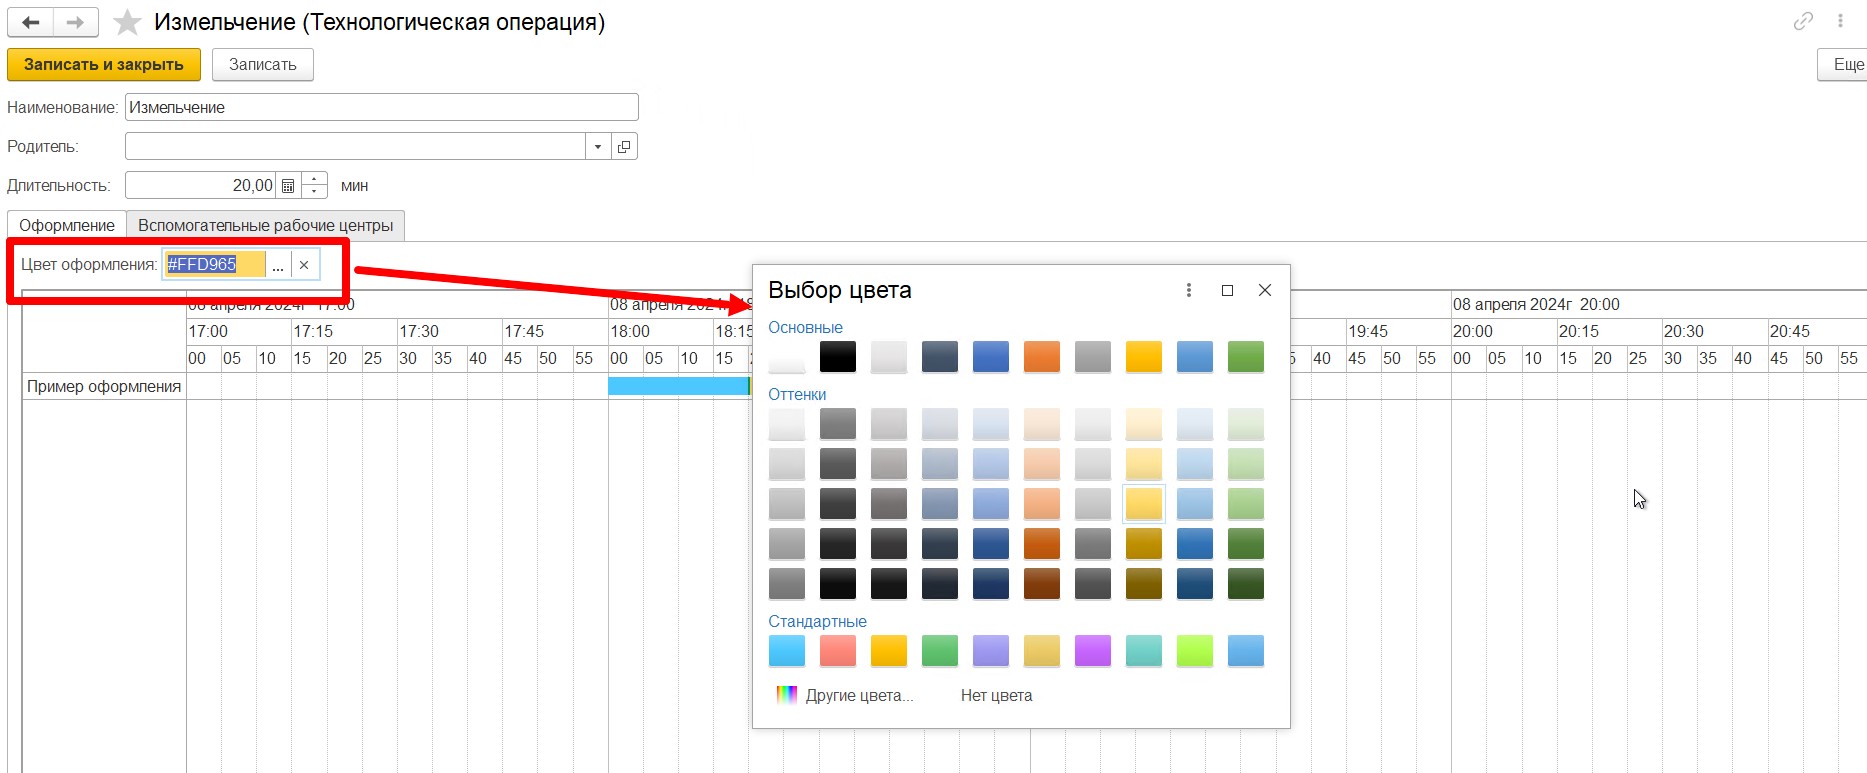 Измельчение (Технологическая операция)
Записать и закрыть
Записать
Еще
Наименование: Измельчение
Родитель:
Длительность: 20,00 мин
Оформление
Вспомогательные рабочие центры
Цвет оформления: #FFD965 ... ×
08 апреля 2024г 17:00
08 апреля 2024г
08 апреля 2024г 20:00
17:00 17:15 17:30 17:45 18:00 18:15 19:45 20:00 20:15 20:30 20:45
00 05 10 15 20 25 30 35 40 45 50 55 00 05 10 15 40 45 50 55 00 05 10 15 20 25 30 35 40 45 50 55
Пример оформления
Выбор цвета
Основные
Оттенки
Стандартные
Другие цвета...
Нет цвета